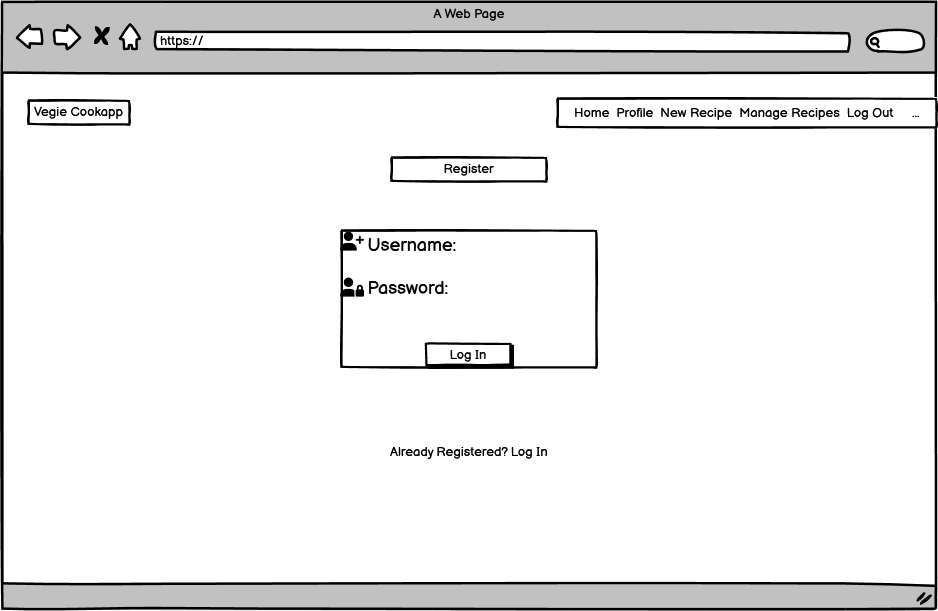 A Web Page
https://
Vegie Cookapp
Home Profile New Recipe Manage Recipes Log Out ...
Register
Username:
Password:
Log In
Already Registered? Log In